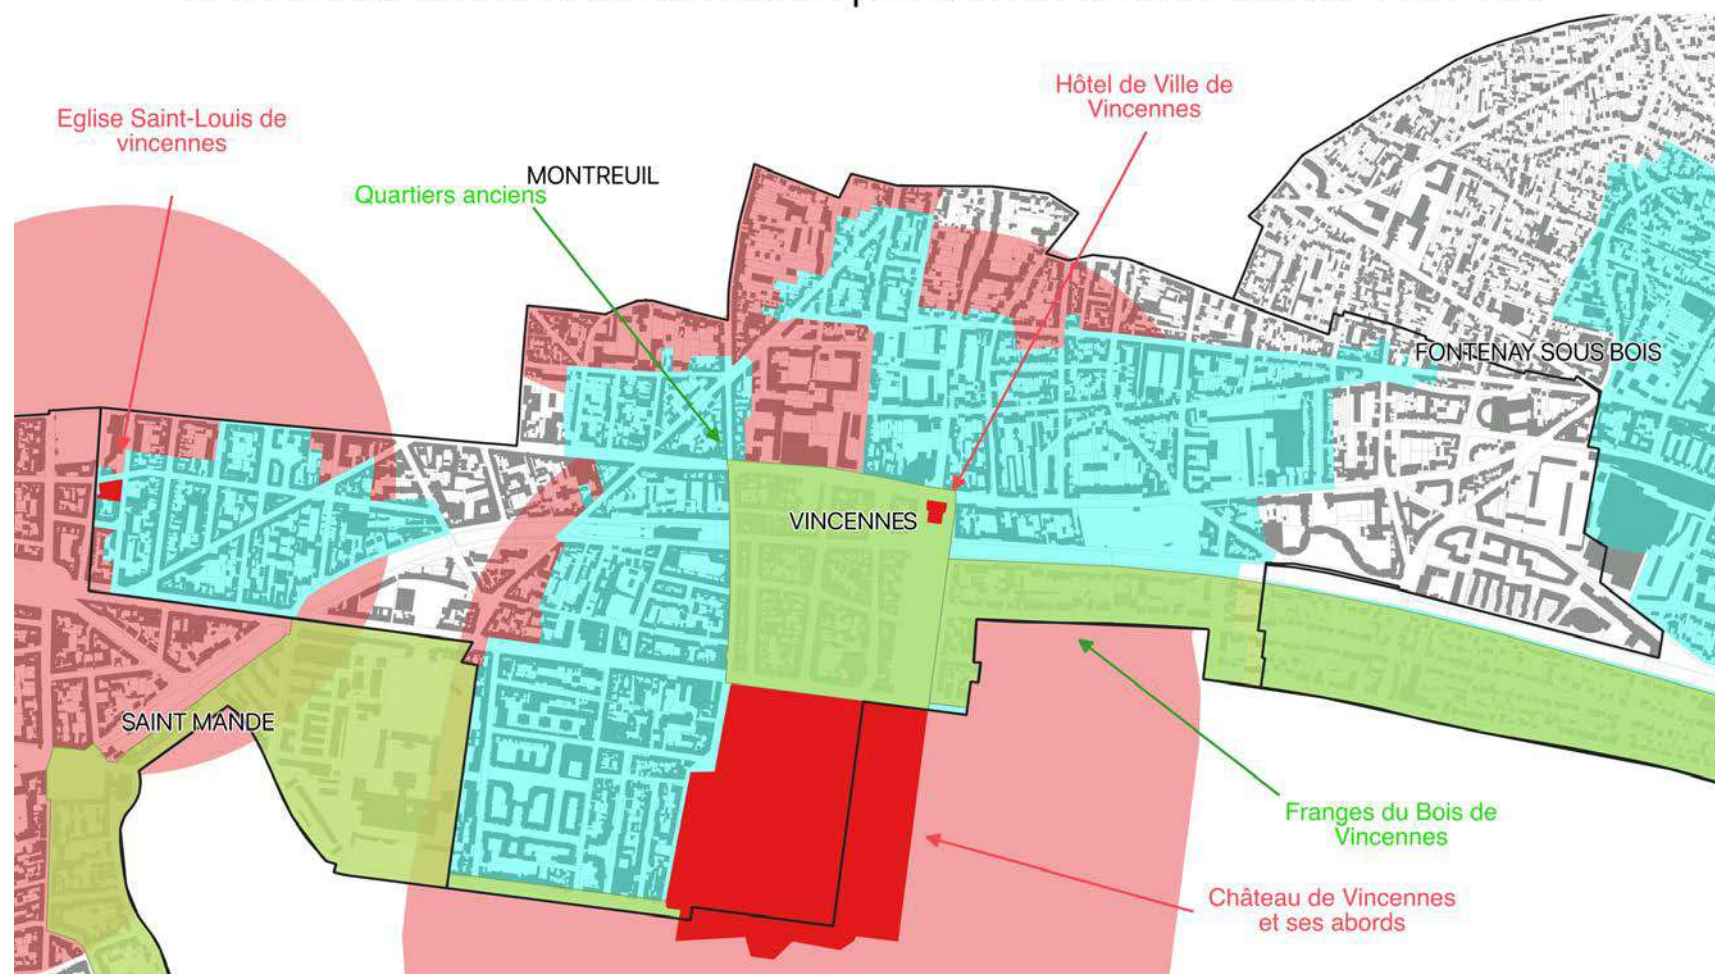 Hôtel de Ville de
Vincennes
Eglise Saint-Louis de
vincennes
MONTREUIL
Quartiers anciens
FONTENAY SOUS BOIS
VINCENNES
SAINT MANDE
Franges du Bois de
Vincennes
Château de Vincennes
et ses abords